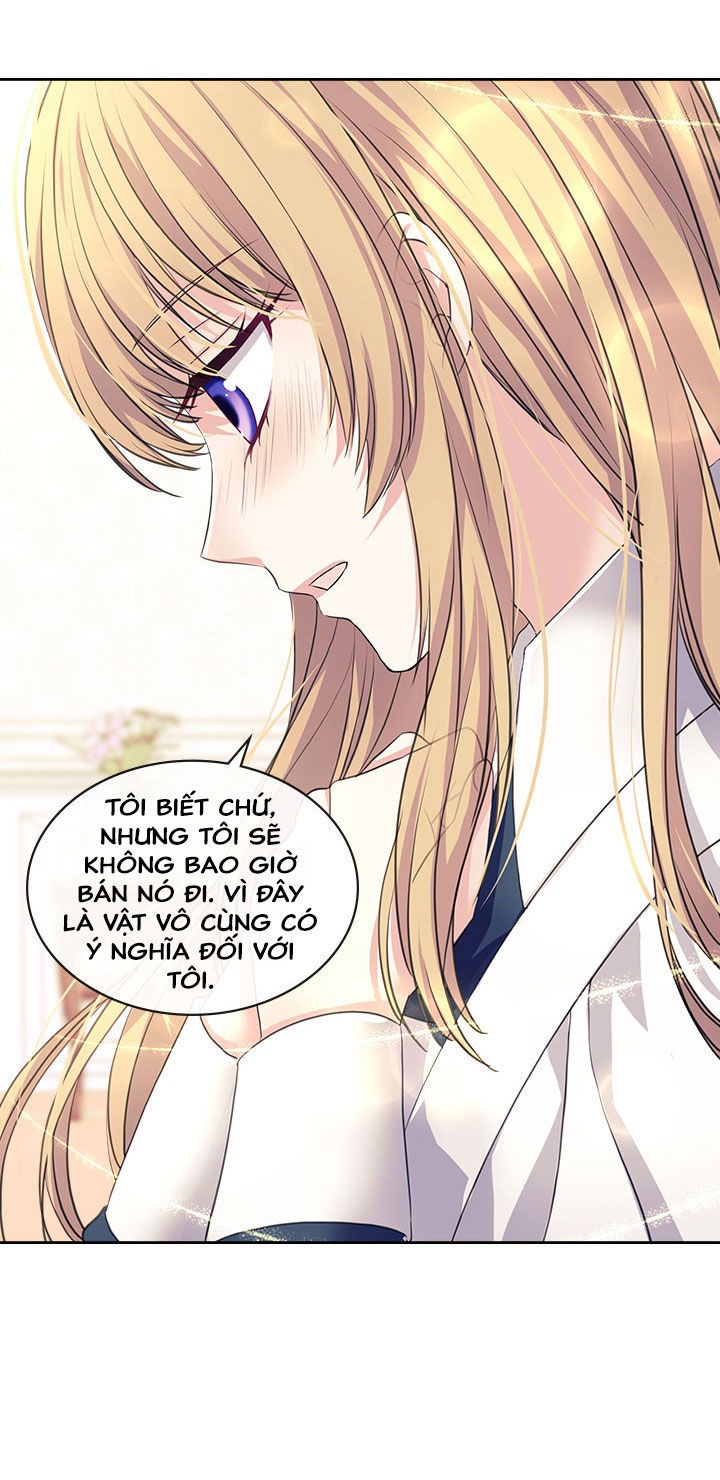 TÔI BIẾT CHỨ,
NHƯNG TÔI SẼ
KHÔNG BAO GIỜ
BÁN NÓ ĐI. VÌ ĐÂY
LÀ VẬT VÔ CÙNG CÓ
Ý NGHĨA ĐỐI VỚI
TÔI.